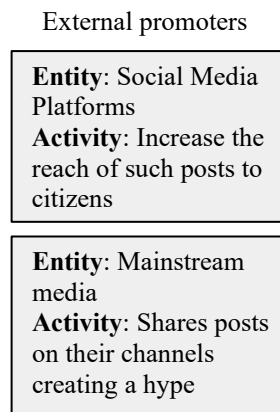 External promoters
Entity: Social Media
Platforms
Activity: Increase the
reach of such posts to
citizens
Entity: Mainstream
media
Activity: Shares posts
on their channels
creating a hype